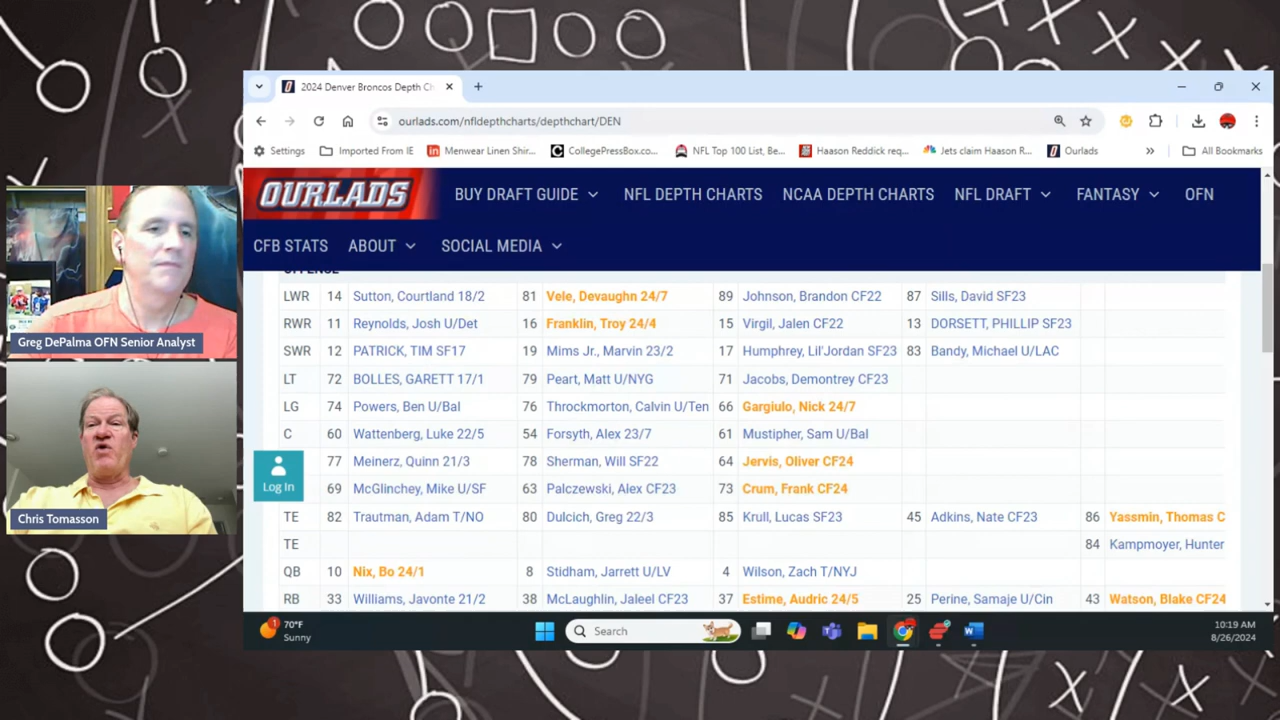 2024 Denver Broncos Depth Ch
ourlads.com/nfldepthcharts/depthchart/DEN
Settings Imported From IE Menwear Linen Shir... CollegePressBox.co... NFL Top 100 List, Be... Haason Reddick req... Jets claim Haason R... Ourlads » All Bookmarks
OURLADS BUY DRAFT GUIDE NFL DEPTH CHARTS NCAA DEPTH CHARTS NFL DRAFT FANTASY OFN
CFB STATS ABOUT SOCIAL MEDIA
OFFENSE
LWR 14 Sutton, Courtland 18/2 81 Vele, Devaughn 24/7 89 Johnson, Brandon CF22 87 Sills, David SF23
RWR 11 Reynolds, Josh U/Det 16 Franklin, Troy 24/4 15 Virgil, Jalen CF22 13 DORSETT, PHILLIP SF23
SWR 12 PATRICK, TIM SF17 19 Mims Jr., Marvin 23/2 17 Humphrey, Lil'Jordan SF23 83 Bandy, Michael U/LAC
LT 72 BOLLES, GARETT 17/1 79 Peart, Matt U/NYG 71 Jacobs, Demontrey CF23
LG 74 Powers, Ben U/Bal 76 Throckmorton, Calvin U/Ten 66 Gargiulo, Nick 24/7
C 60 Wattenberg, Luke 22/5 54 Forsyth, Alex 23/7 61 Mustipher, Sam U/Bal
77 Meinerz, Quinn 21/3 78 Sherman, Will SF22 64 Jervis, Oliver CF24
69 McGlinchey, Mike U/SF 63 Palczewski, Alex CF23 73 Crum, Frank CF24
TE 82 Trautman, Adam T/NO 80 Dulcich, Greg 22/3 85 Krull, Lucas SF23 45 Adkins, Nate CF23 86 Yassmin, Thomas C
TE 84 Kampmoyer, Hunter
QB 10 Nix, Bo 24/1 8 Stidham, Jarrett U/LV 4 Wilson, Zach T/NYJ
RB 33 Williams, Javonte 21/2 38 McLaughlin, Jaleel CF23 37 Estime, Audric 24/5 25 Perine, Samaje U/Cin 43 Watson, Blake CF24
Log In
Greg DePalma OFN Senior Analyst
Chris Tomasson
1
70°F
Sunny
Search
10:19 AM
8/26/2024